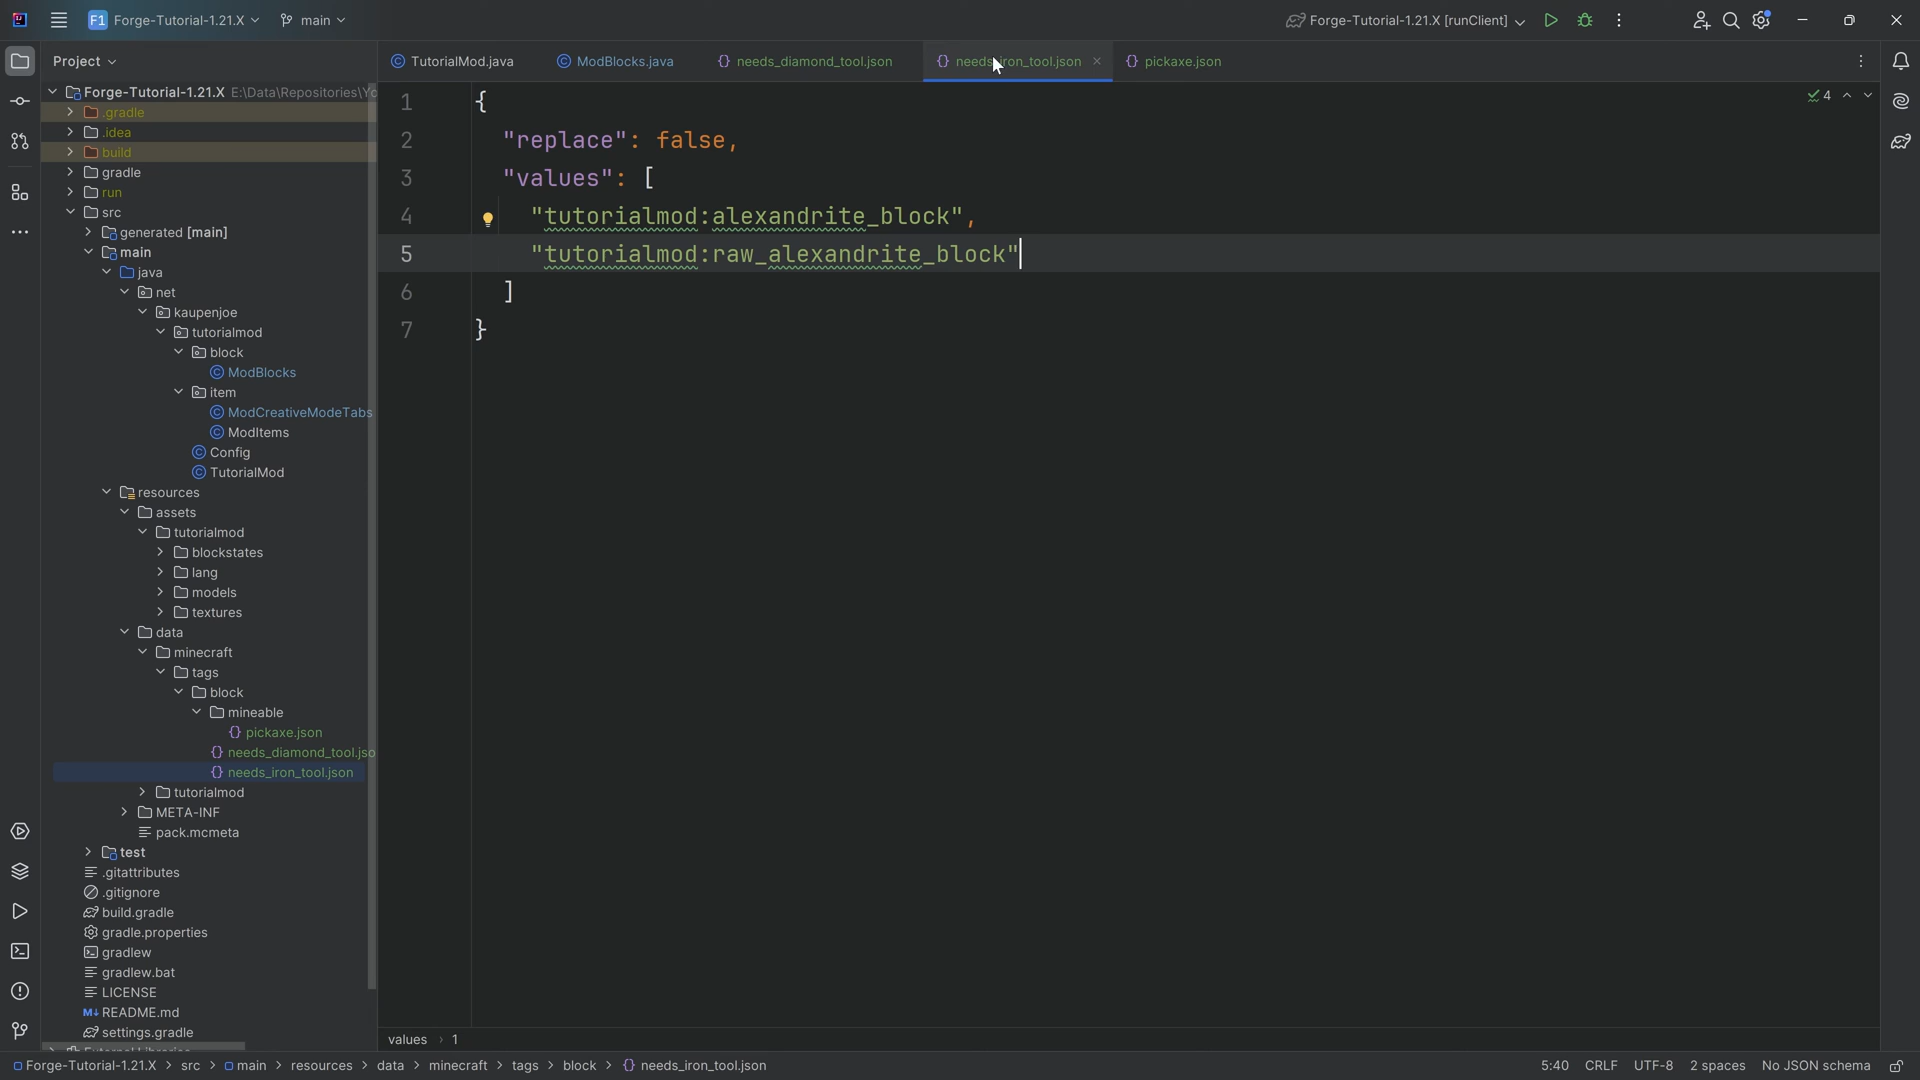 F1 Forge-Tutorial-1.21.X main Forge-Tutorial-1.21.X [runClient]
Project
TutorialMod.java ModBlocks.java needs_diamond_tool.json needs_iron_tool.json pickaxe.json
Forge-Tutorial-1.21.X E:\Data\Repositories\Yo
.gradle
.idea
build
gradle
run
src
generated [main]
main
java
net
kaupenjoe
tutorialmod
block
ModBlocks
item
ModCreativeModeTabs
ModItems
Config
TutorialMod
resources
assets
tutorialmod
blockstates
lang
models
textures
data
minecraft
tags
block
mineable
pickaxe.json
needs_diamond_tool.jso
needs_iron_tool.json
tutorialmod
META-INF
pack.mcmeta
test
.gitattributes
.gitignore
build.gradle
gradle.properties
gradlew
gradlew.bat
LICENSE
M↓ README.md
settings.gradle
4
1 {
2 "replace": false,
3 "values": [
4 "tutorialmod:alexandrite_block",
5 "tutorialmod:raw_alexandrite_block"
6 ]
7 }
values › 1
Forge-Tutorial-1.21.X › src › main › resources › data › minecraft › tags › block › {} needs_iron_tool.json
5:40 CRLF UTF-8 2 spaces No JSON schema